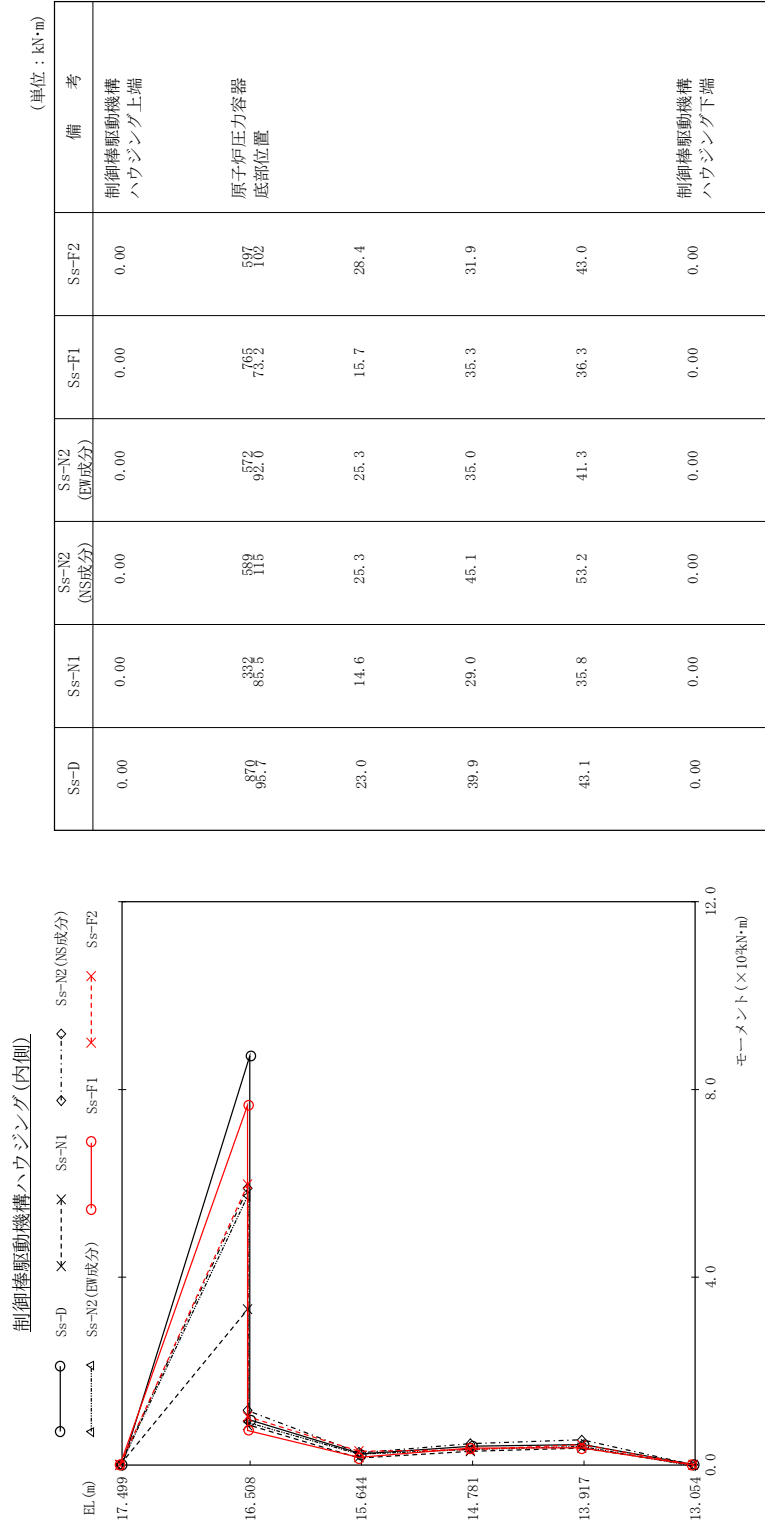 制御棒駆動機構ハウジング(内側)
Ss-D
Ss-N1
Ss-N2(NS成分)
Ss-N2(EW成分)
Ss-F1
Ss-F2
EL(m)
17.499
16.508
15.644
14.781
13.917
13.054
0.0
4.0
8.0
12.0
モーメント(×10²kN・m)
(単位:kN・m)
Ss-D Ss-N1 Ss-N2 (NS成分) Ss-N2 (EW成分) Ss-F1 Ss-F2 備 考
0.00 0.00 0.00 0.00 0.00 0.00 制御棒駆動機構
ハウジング上端
870 332 589 572 765 597 原子炉圧力容器
95.7 85.5 115 92.0 73.2 102 底部位置
23.0 14.6 25.3 25.3 15.7 28.4
39.9 29.0 45.1 35.0 35.3 31.9
43.1 35.8 53.2 41.3 36.3 43.0
0.00 0.00 0.00 0.00 0.00 0.00 制御棒駆動機構
ハウジング下端